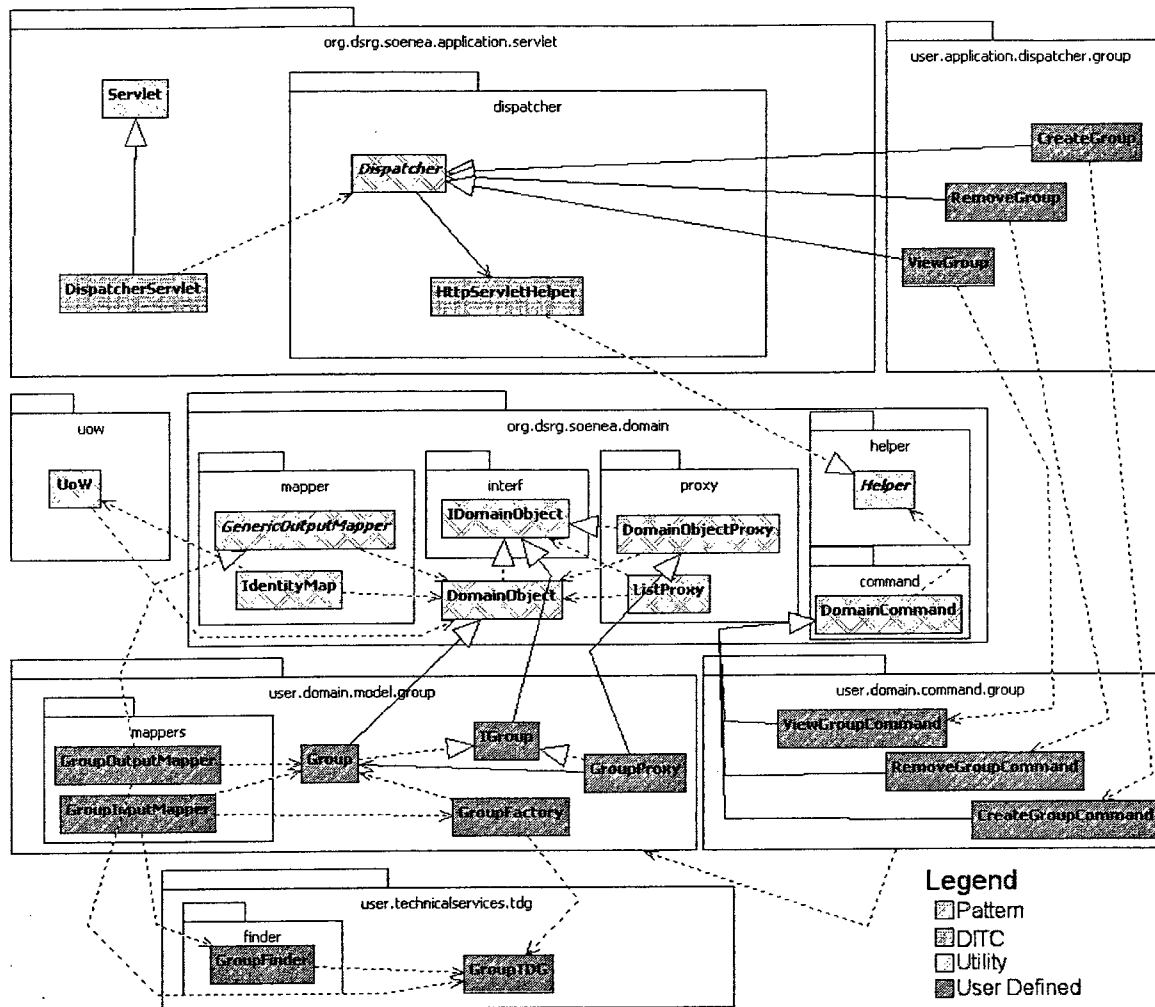 org.dsrg.soenea.application.servlet
user.application.dispatcher.group
Servlet
dispatcher
Dispatcher
CreateGroup
RemoveGroup
ViewGroup
DispatcherServlet
HttpServletHelper
uow
UoW
org.dsrg.soenea.domain
mapper
GenericOutputMapper
IdentityMap
interf
IDomainObject
DomainObject
proxy
DomainObjectProxy
ListProxy
helper
Helper
command
DomainCommand
user.domain.model.group
mappers
GroupOutputMapper
GroupInputMapper
Group
IGroup
GroupProxy
GroupFactory
user.domain.command.group
ViewGroupCommand
RemoveGroupCommand
CreateGroupCommand
user.technicalservices.tdg
finder
GroupFinder
GroupTDG
Legend
Pattern
DITC
Utility
User Defined